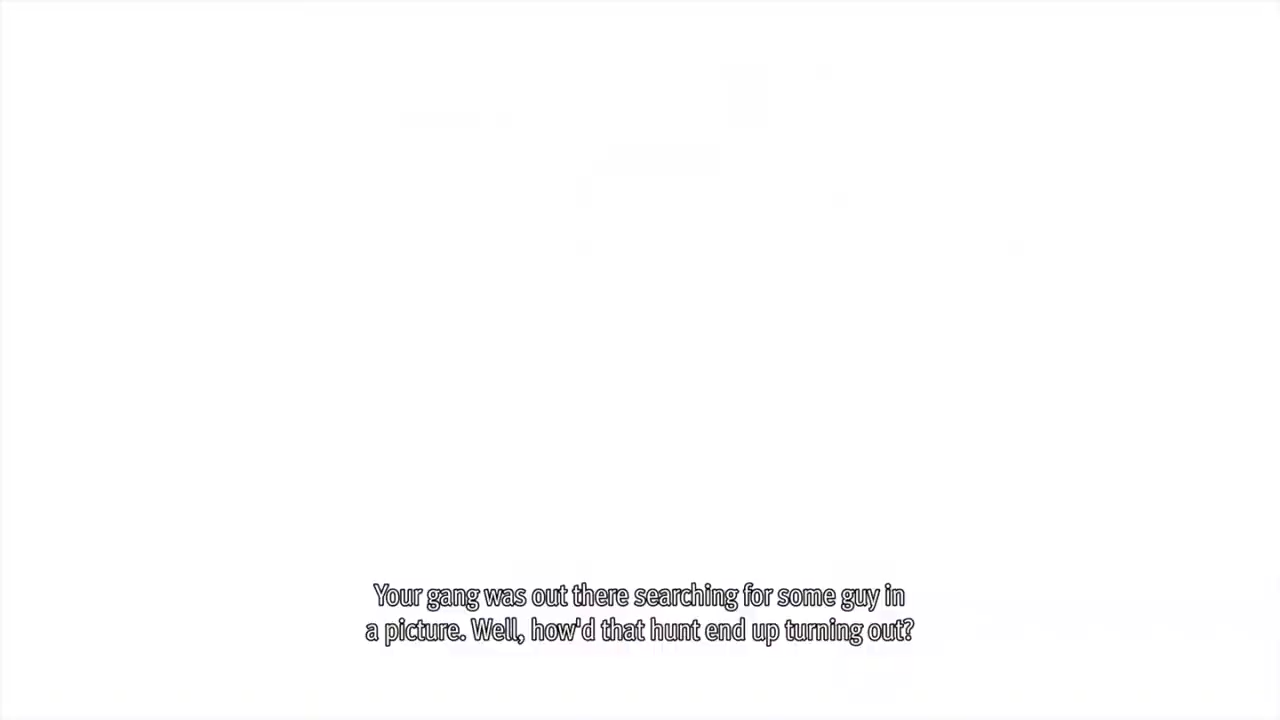 Your gang was out there searching for some guy in
a picture. Well, how'd that hunt end up turning out?